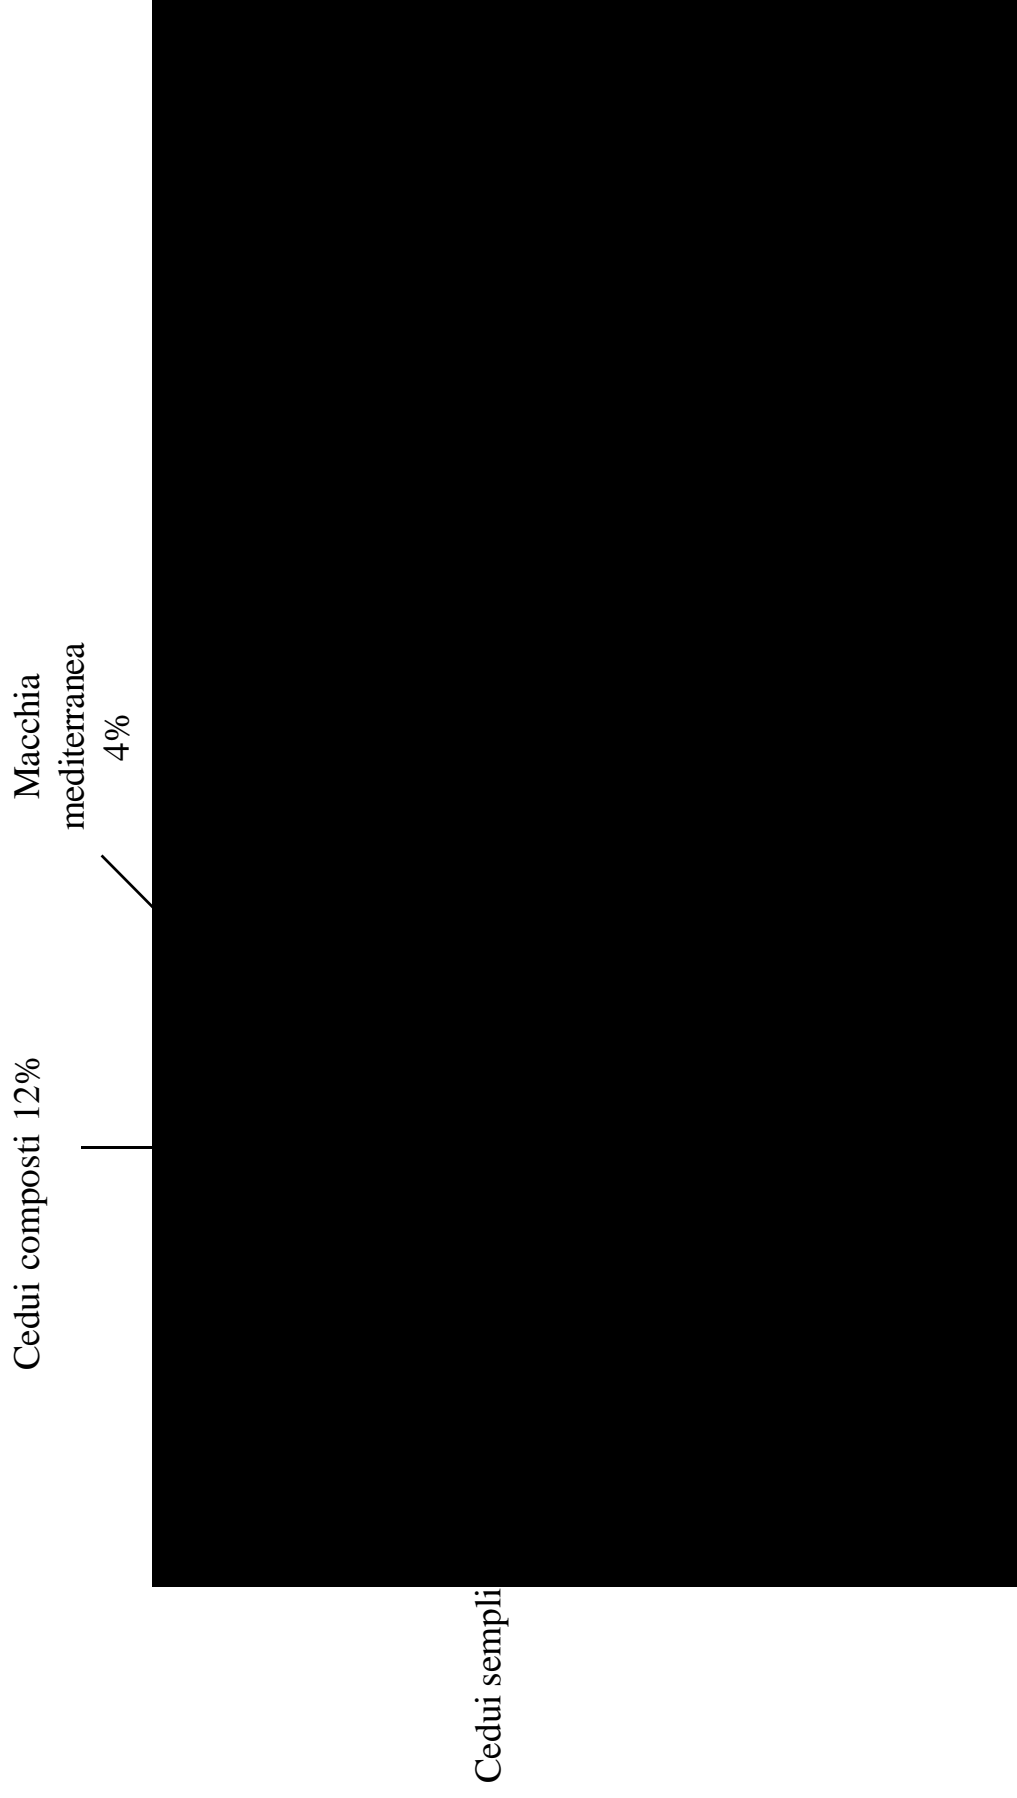 Macchia
mediterranea
4%
Cedui composti 12%
Cedui sempli